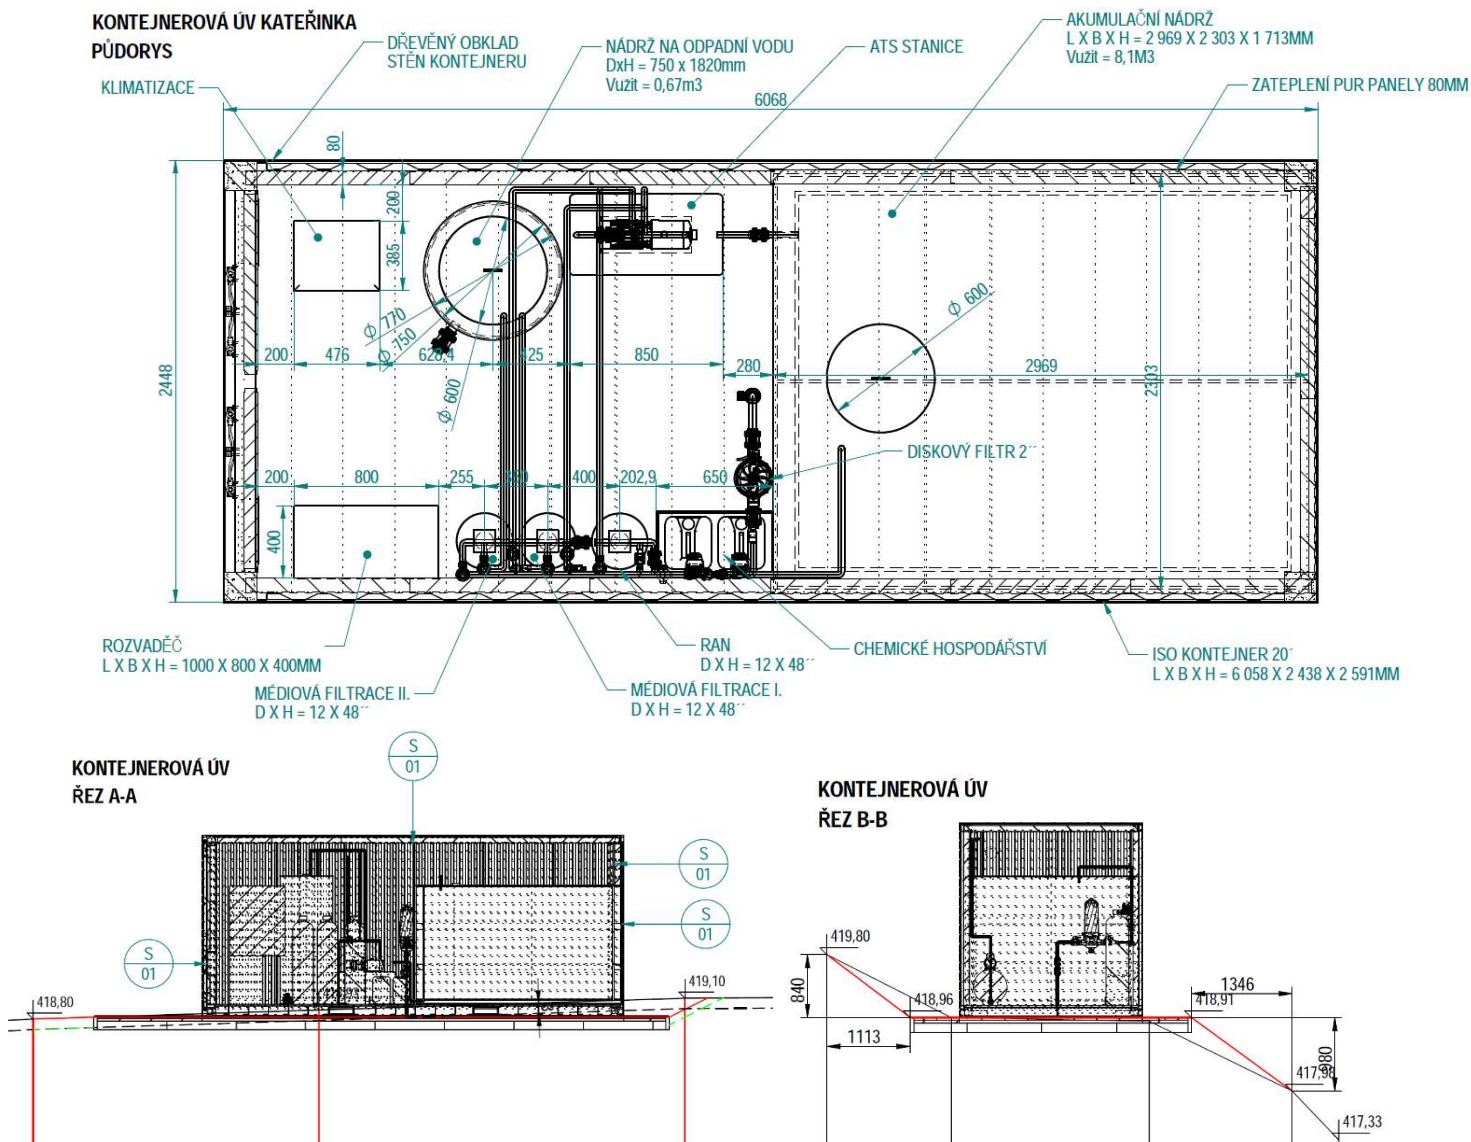 KONTEJNEROVÁ ÚV KATEŘINKA
PŮDORYS
KLIMATIZACE
DŘEVĚNÝ OBKLAD
STĚN KONTEJNERU
NÁDRŽ NA ODPADNÍ VODU
DxH = 750 x 1820mm
Vužit = 0,67m3
ATS STANICE
AKUMULAČNÍ NÁDRŽ
L X B X H = 2 969 X 2 303 X 1 713MM
Vužit = 8,1M3
ZATEPLENÍ PUR PANELY 80MM
6068
80
200
385
2448
Ø 770
Ø 750
Ø 600
Ø 600
200
476
628,4
425
850
280
2969
2303
DISKOVÝ FILTR 2´´
200
800
255
400
202,9
650
400
ROZVADĚČ
L X B X H = 1000 X 800 X 400MM
MÉDIOVÁ FILTRACE II.
D X H = 12 X 48´´
MÉDIOVÁ FILTRACE I.
D X H = 12 X 48´´
RAN
D X H = 12 X 48´´
CHEMICKÉ HOSPODÁŘSTVÍ
ISO KONTEJNER 20´
L X B X H = 6 058 X 2 438 X 2 591MM
KONTEJNEROVÁ ÚV
ŘEZ A-A
S
01
S
01
S
01
S
01
418,80
419,10
KONTEJNEROVÁ ÚV
ŘEZ B-B
419,80
840
418,96
1113
418,91
1346
980
417,98
417,33